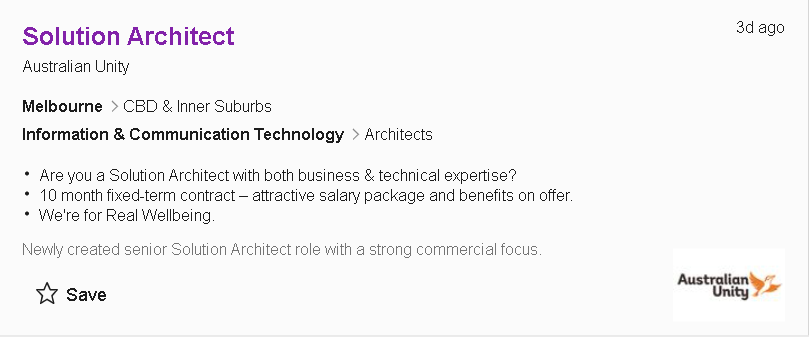 Solution Architect
3d ago
Australian Unity
Melbourne > CBD & Inner Suburbs
Information & Communication Technology > Architects
• Are you a Solution Architect with both business & technical expertise?
• 10 month fixed-term contract – attractive salary package and benefits on offer.
• We're for Real Wellbeing.
Newly created senior Solution Architect role with a strong commercial focus.
Save
Australian
Unity